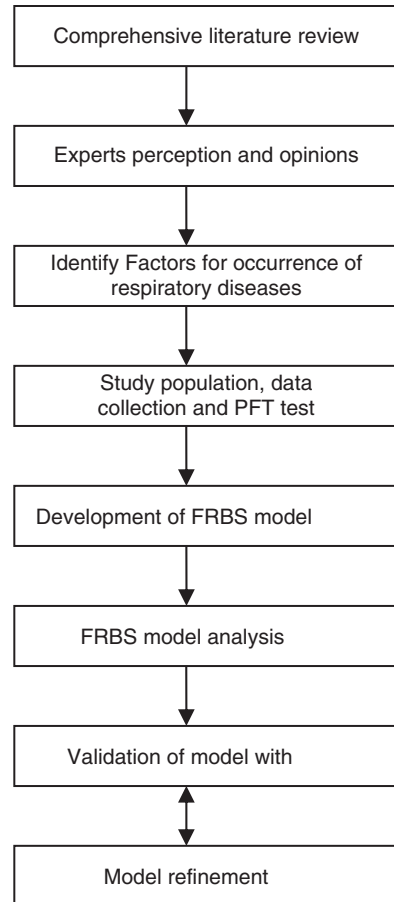 Comprehensive literature review
Experts perception and opinions
Identify Factors for occurrence of
respiratory diseases
Study population, data
collection and PFT test
Development of FRBS model
FRBS model analysis
Validation of model with
Model refinement